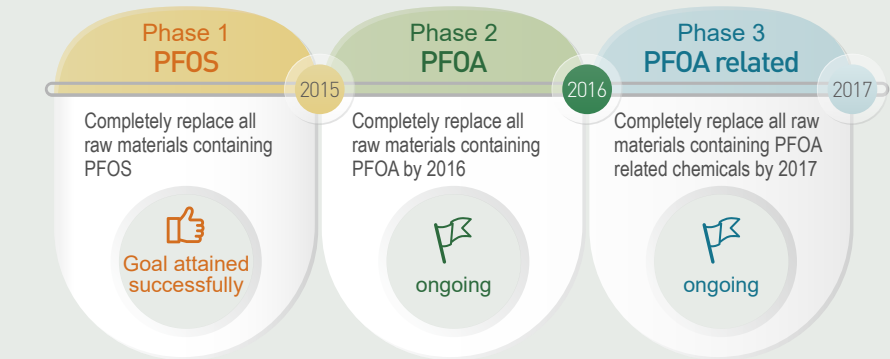 Phase 1
PFOS
2015
Completely replace all
raw materials containing
PFOS
Goal attained
successfully
Phase 2
PFOA
2016
Completely replace all
raw materials containing
PFOA by 2016
ongoing
Phase 3
PFOA related
2017
Completely replace all raw
materials containing PFOA
related chemicals by 2017
ongoing